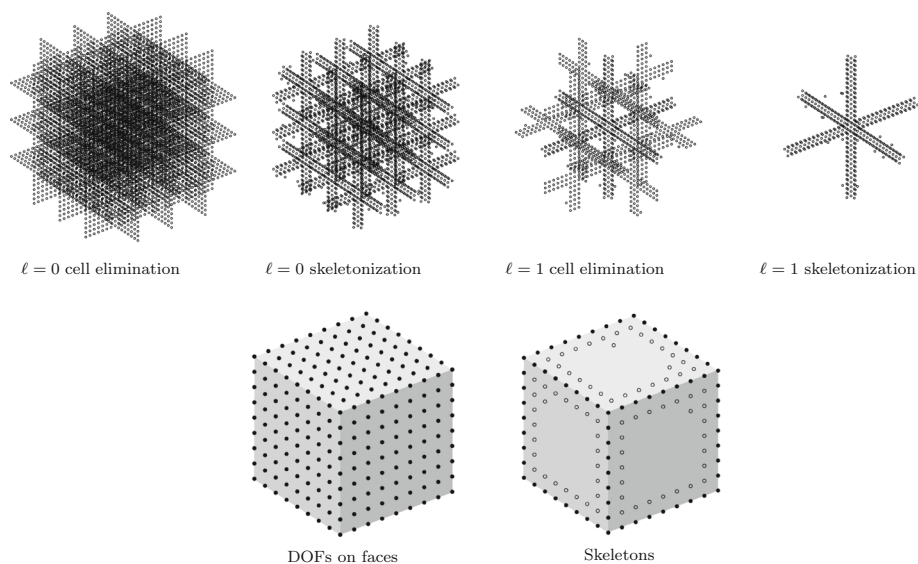 ℓ = 0 cell elimination
ℓ = 0 skeletonization
ℓ = 1 cell elimination
ℓ = 1 skeletonization
DOFs on faces
Skeletons